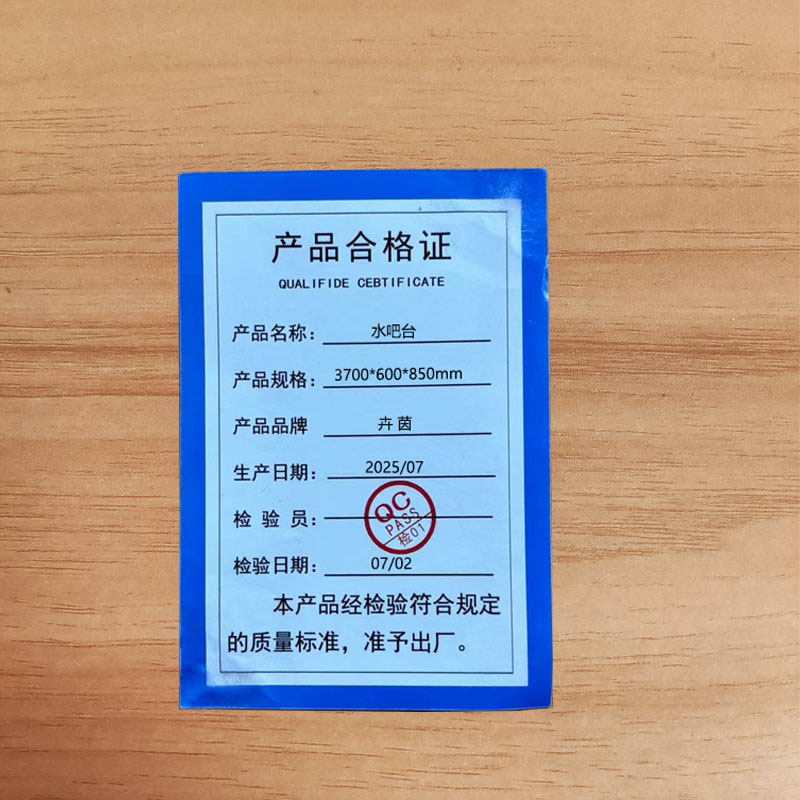 产品合格证
QUALIFIDE CEBTIFICATE
产品名称：水吧台
产品规格：3700*600*850mm
产品品牌 卉茵
生产日期：2025/07
检 验 员：
QC
PASS
检01
检验日期：07/02
本产品经检验符合规定
的质量标准，准予出厂。